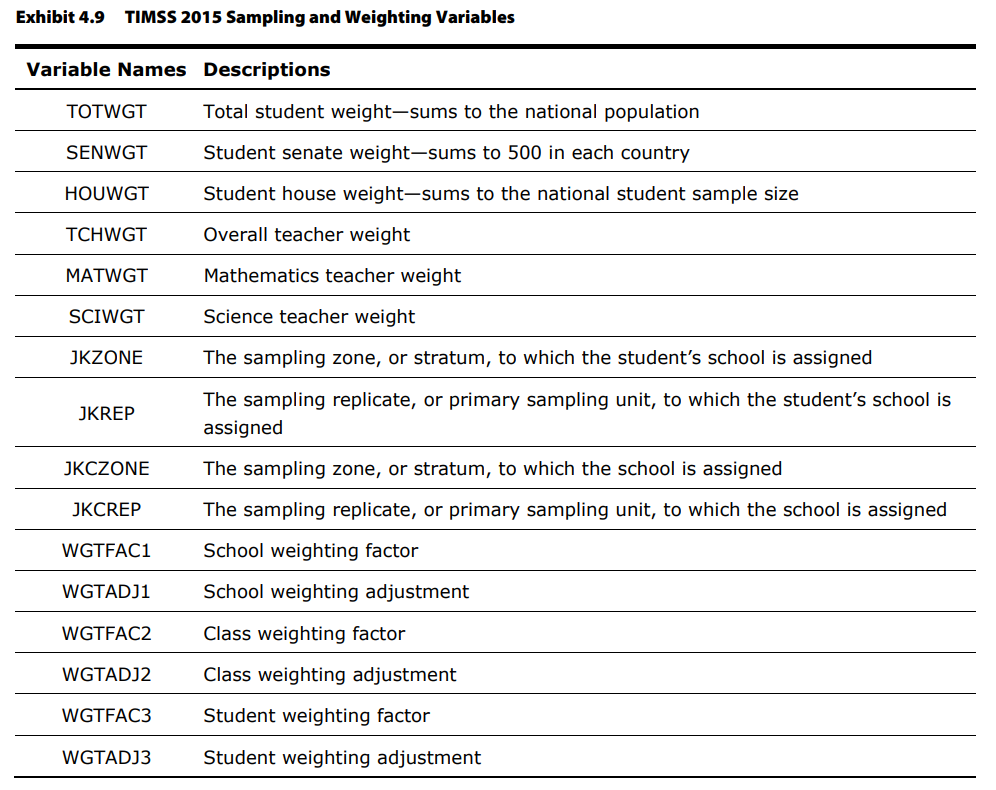 Exhibit 4.9 TIMSS 2015 Sampling and Weighting Variables
Variable Names Descriptions
TOTWGT Total student weight—sums to the national population
SENWGT Student senate weight—sums to 500 in each country
HOUWGT Student house weight—sums to the national student sample size
TCHWGT Overall teacher weight
MATWGT Mathematics teacher weight
SCIWGT Science teacher weight
JKZONE The sampling zone, or stratum, to which the student’s school is assigned
JKREP The sampling replicate, or primary sampling unit, to which the student’s school is
assigned
JKCZONE The sampling zone, or stratum, to which the school is assigned
JKCREP The sampling replicate, or primary sampling unit, to which the school is assigned
WGTFAC1 School weighting factor
WGTADJ1 School weighting adjustment
WGTFAC2 Class weighting factor
WGTADJ2 Class weighting adjustment
WGTFAC3 Student weighting factor
WGTADJ3 Student weighting adjustment